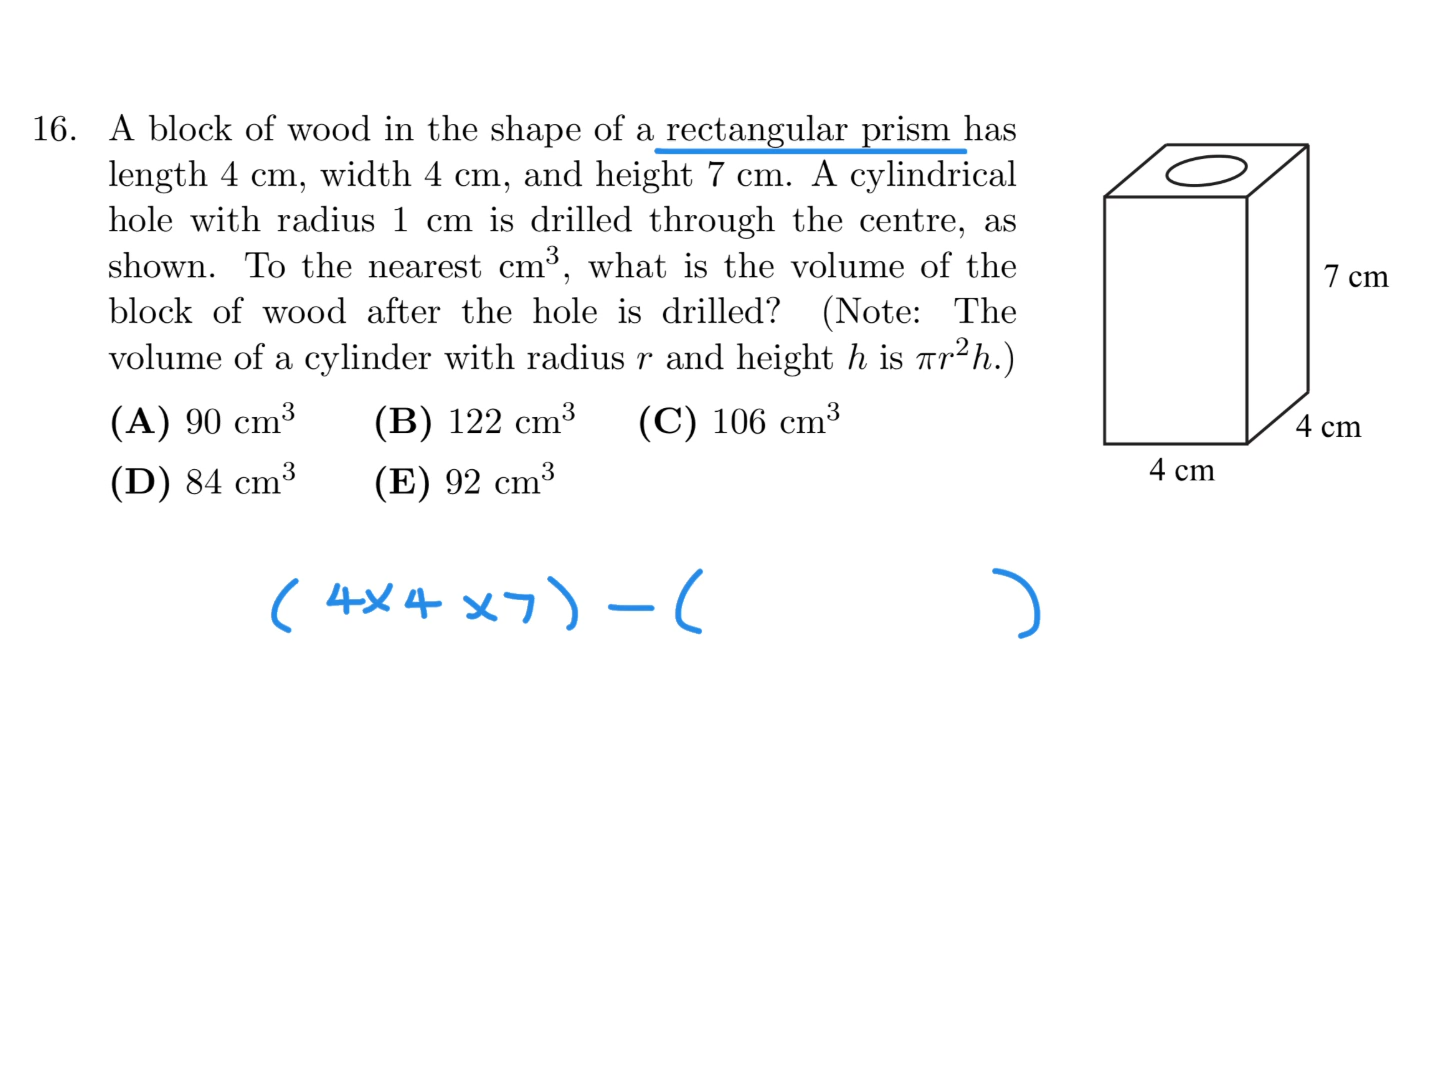 16. A block of wood in the shape of a rectangular prism has
length 4 cm, width 4 cm, and height 7 cm. A cylindrical
hole with radius 1 cm is drilled through the centre, as
shown. To the nearest cm³, what is the volume of the
block of wood after the hole is drilled? (Note: The
volume of a cylinder with radius r and height h is πr²h.)
(A) 90 cm³ (B) 122 cm³ (C) 106 cm³
(D) 84 cm³ (E) 92 cm³
7 cm
4 cm
4 cm
( 4 x 4 x 7 ) - ( )